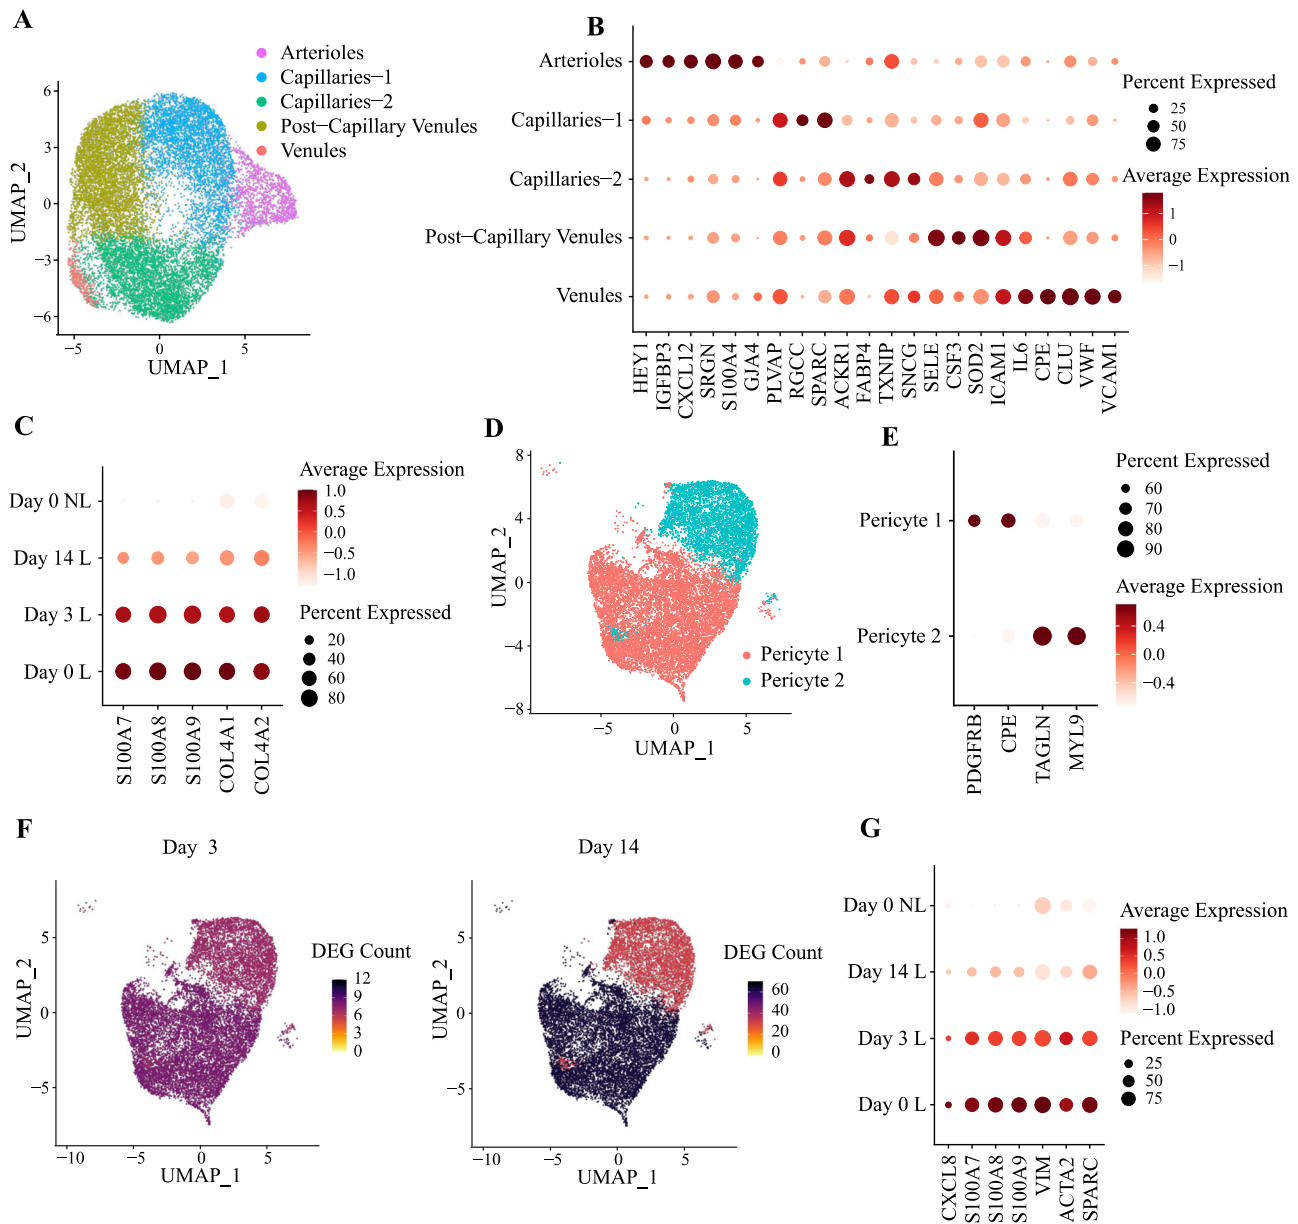 A
Arterioles
Capillaries−1
Capillaries−2
Post−Capillary Venules
Venules
6
3
0
−3
−6
UMAP_2
−5
0
5
UMAP_1
B
Arterioles
Capillaries−1
Capillaries−2
Post−Capillary Venules
Venules
HEY1
IGFBP3
CXCL12
SRGN
S100A4
GJA4
PLVAP
RGCC
SPARC
ACKR1
FABP4
TXNIP
SNCG
SELE
CSF3
SOD2
ICAM1
IL6
CPE
CLU
VWF
VCAM1
Percent Expressed
25
50
75
Average Expression
1
0
−1
C
Day 0 NL
Day 14 L
Day 3 L
Day 0 L
S100A7
S100A8
S100A9
COL4A1
COL4A2
Average Expression
1.0
0.5
0.0
−0.5
−1.0
Percent Expressed
20
40
60
80
D
8
4
0
−4
−8
UMAP_2
−5
0
5
UMAP_1
Pericyte 1
Pericyte 2
E
Pericyte 1
Pericyte 2
PDGFRB
CPE
TAGLN
MYL9
Percent Expressed
60
70
80
90
Average Expression
0.4
0.0
−0.4
F
Day 3
5
0
−5
UMAP_2
−10
−5
0
5
UMAP_1
DEG Count
12
9
6
3
0
Day 14
5
0
−5
UMAP_2
−10
−5
0
5
UMAP_1
DEG Count
60
40
20
0
G
Day 0 NL
Day 14 L
Day 3 L
Day 0 L
CXCL8
S100A7
S100A8
S100A9
VIM
ACTA2
SPARC
Average Expression
1.0
0.5
0.0
−0.5
−1.0
Percent Expressed
25
50
75